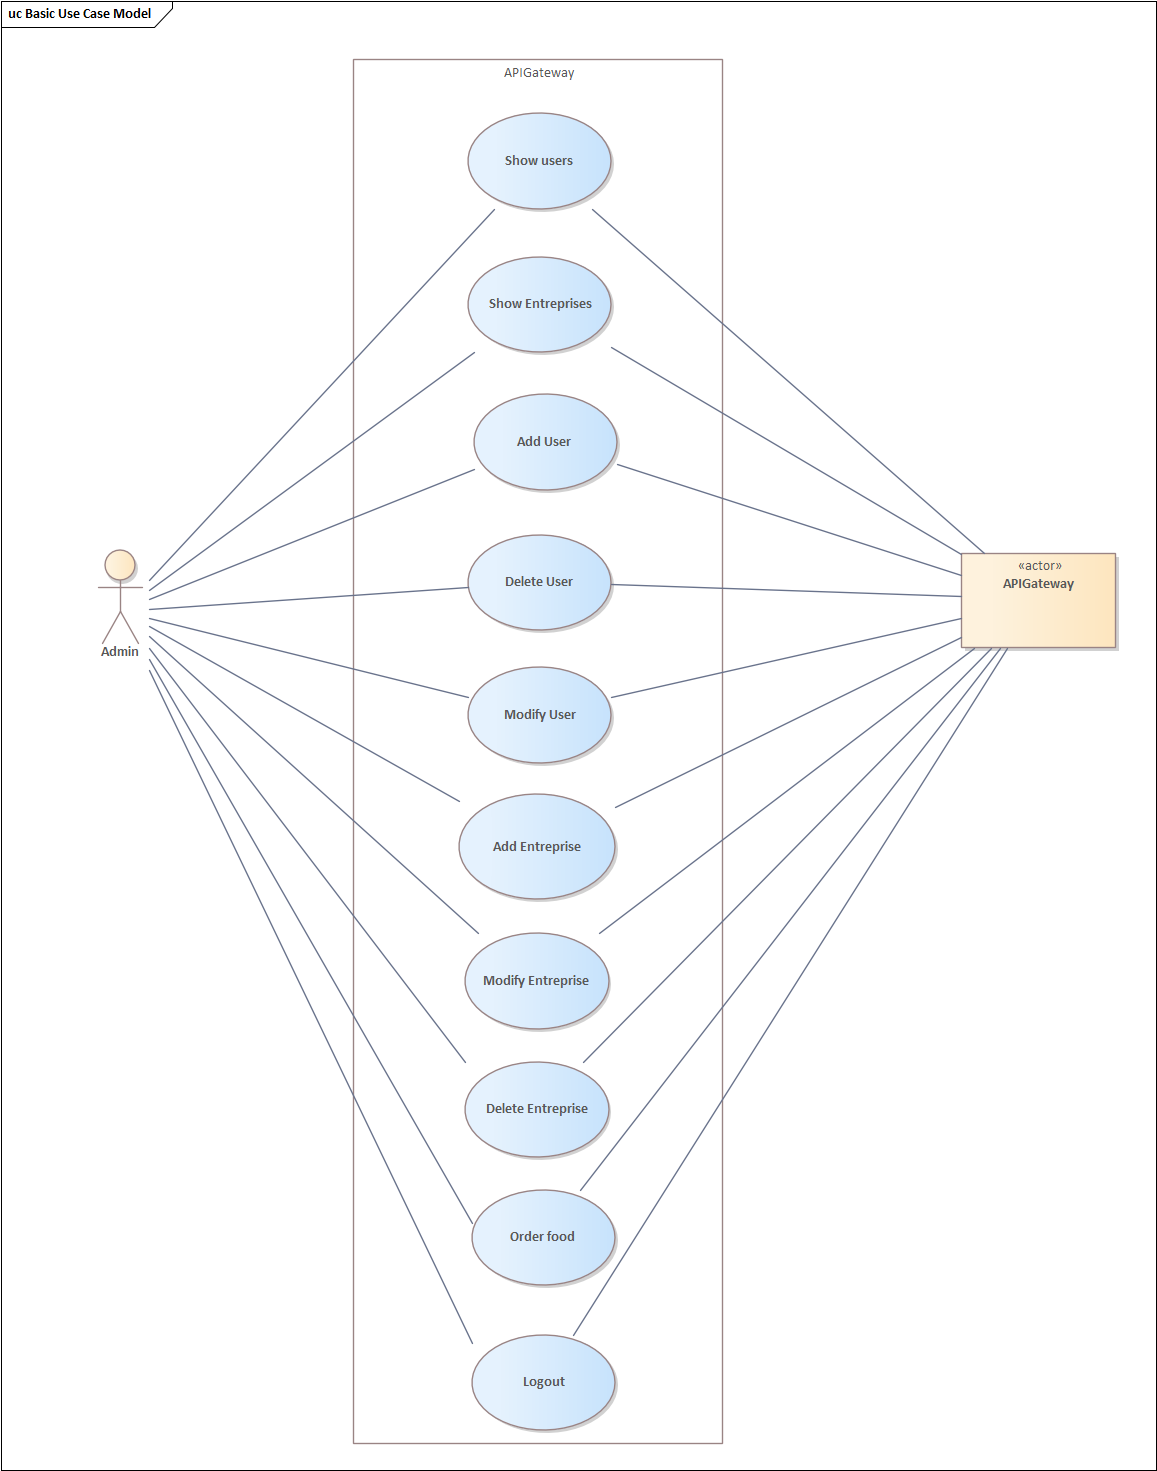 uc Basic Use Case Model
APIGateway
Show users
Show Entreprises
Add User
Delete User
Modify User
Add Entreprise
Modify Entreprise
Delete Entreprise
Order food
Logout
Admin
«actor»
APIGateway